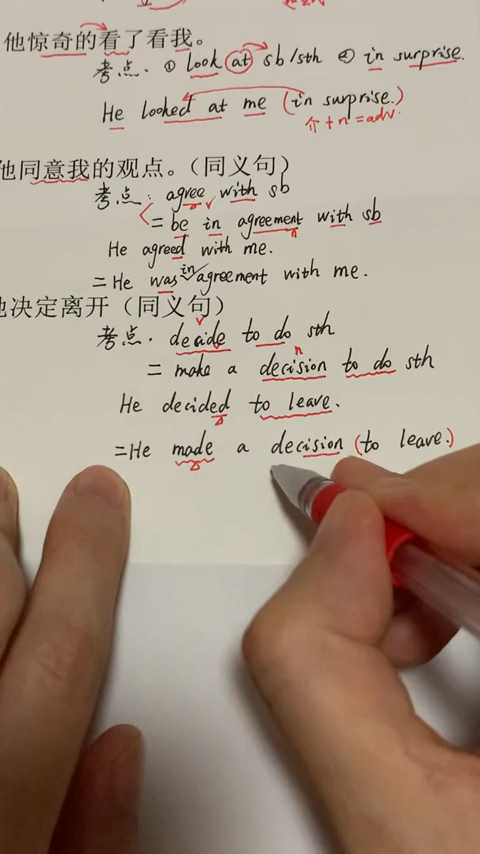 他惊奇的看了看我。
考点. ① look at sb/sth ② in surprise.
He looked at me (in surprise.)
介+n=adv.
他同意我的观点。（同义句）
考点: agree with sb
v
= be in agreement with sb
n
He agreed with me.
= He was in agreement with me.
他决定离开（同义句）
v
考点. decide to do sth
n
= make a decision to do sth
He decided to leave.
=He made a decision (to leave.)